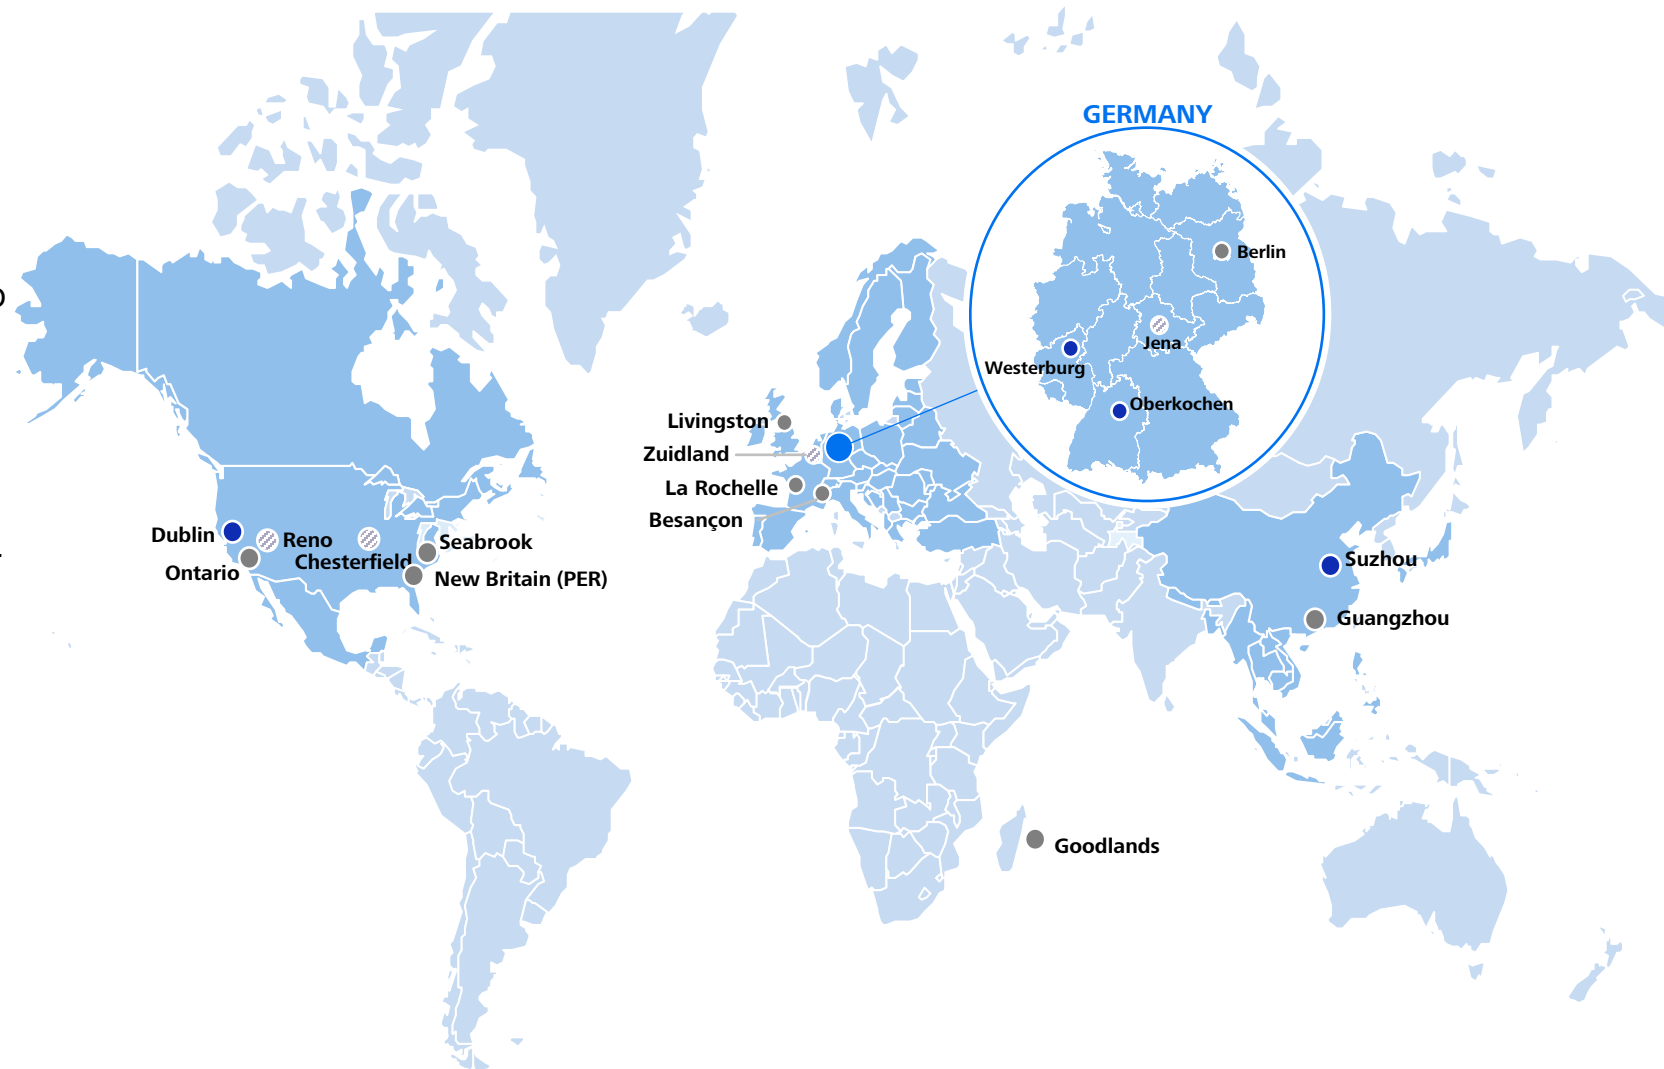 GERMANY
Berlin
Jena
Westerburg
Oberkochen
Livingston
Zuidland
La Rochelle
Besançon
Dublin
Reno
Seabrook
Chesterfield
Ontario
New Britain (PER)
Suzhou
Guangzhou
Goodlands